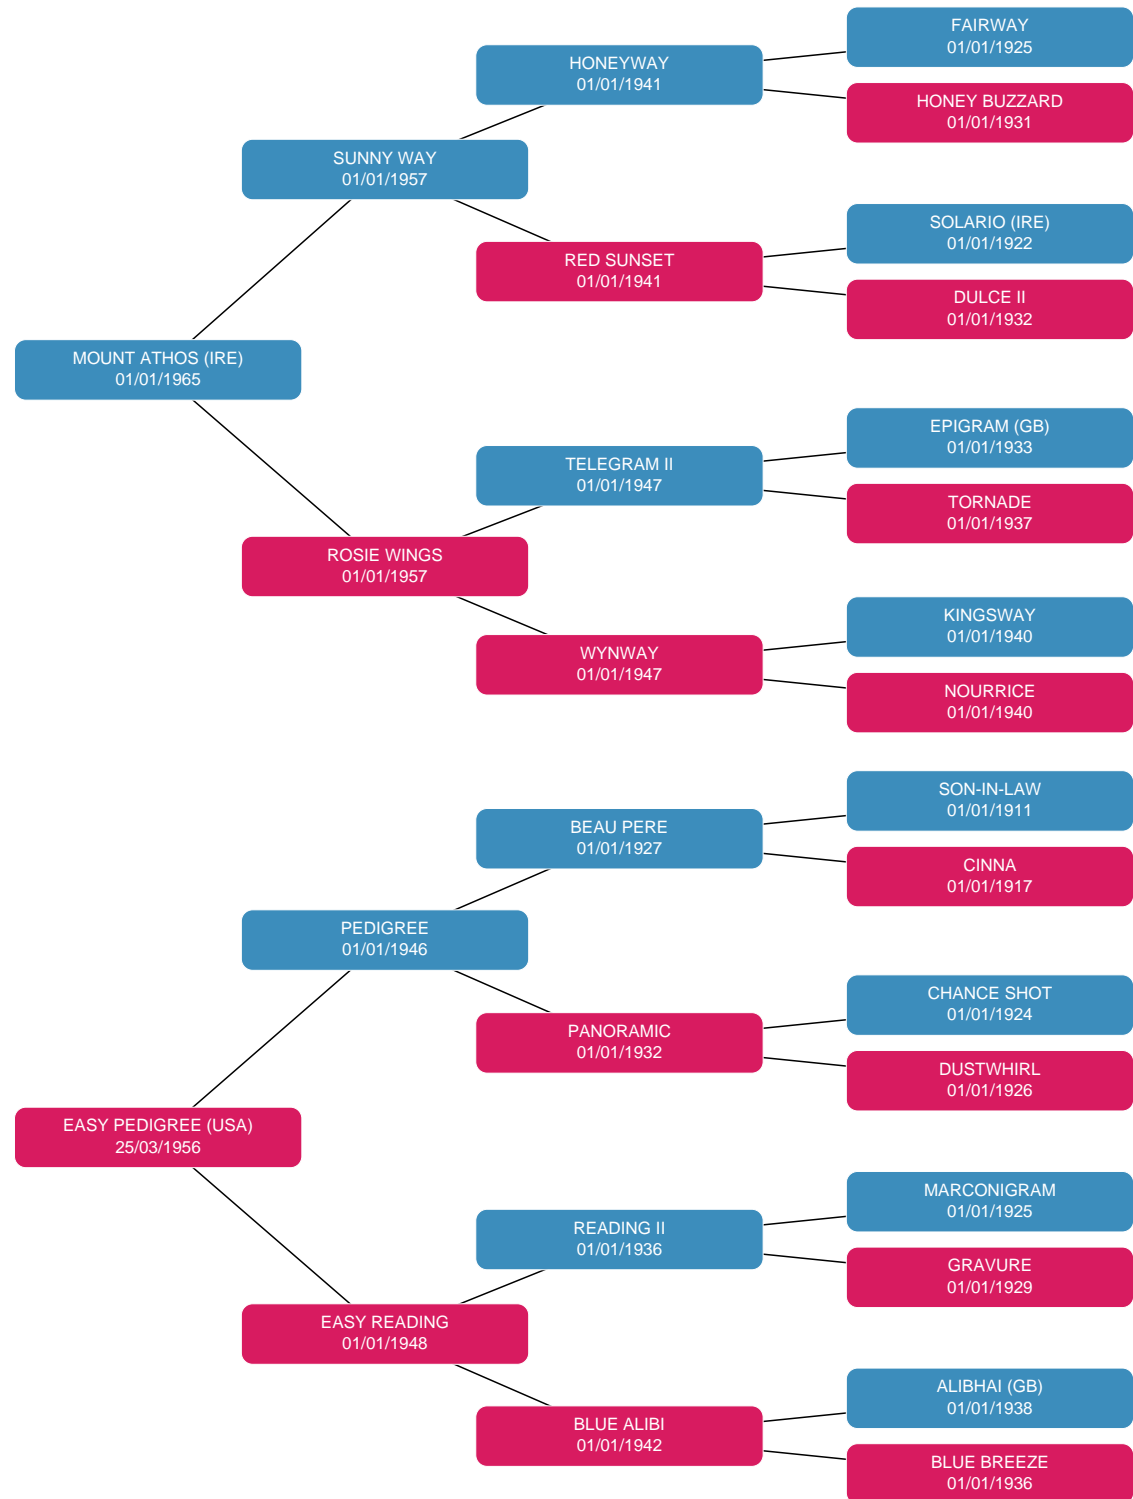 FAIRWAY
01/01/1925
HONEYWAY
01/01/1941
HONEY BUZZARD
01/01/1931
SUNNY WAY
01/01/1957
SOLARIO (IRE)
01/01/1922
RED SUNSET
01/01/1941
DULCE II
01/01/1932
MOUNT ATHOS (IRE)
01/01/1965
EPIGRAM (GB)
01/01/1933
TELEGRAM II
01/01/1947
TORNADE
01/01/1937
ROSIE WINGS
01/01/1957
KINGSWAY
01/01/1940
WYNWAY
01/01/1947
NOURRICE
01/01/1940
SON-IN-LAW
01/01/1911
BEAU PERE
01/01/1927
CINNA
01/01/1917
PEDIGREE
01/01/1946
CHANCE SHOT
01/01/1924
PANORAMIC
01/01/1932
DUSTWHIRL
01/01/1926
EASY PEDIGREE (USA)
25/03/1956
MARCONIGRAM
01/01/1925
READING II
01/01/1936
GRAVURE
01/01/1929
EASY READING
01/01/1948
ALIBHAI (GB)
01/01/1938
BLUE ALIBI
01/01/1942
BLUE BREEZE
01/01/1936